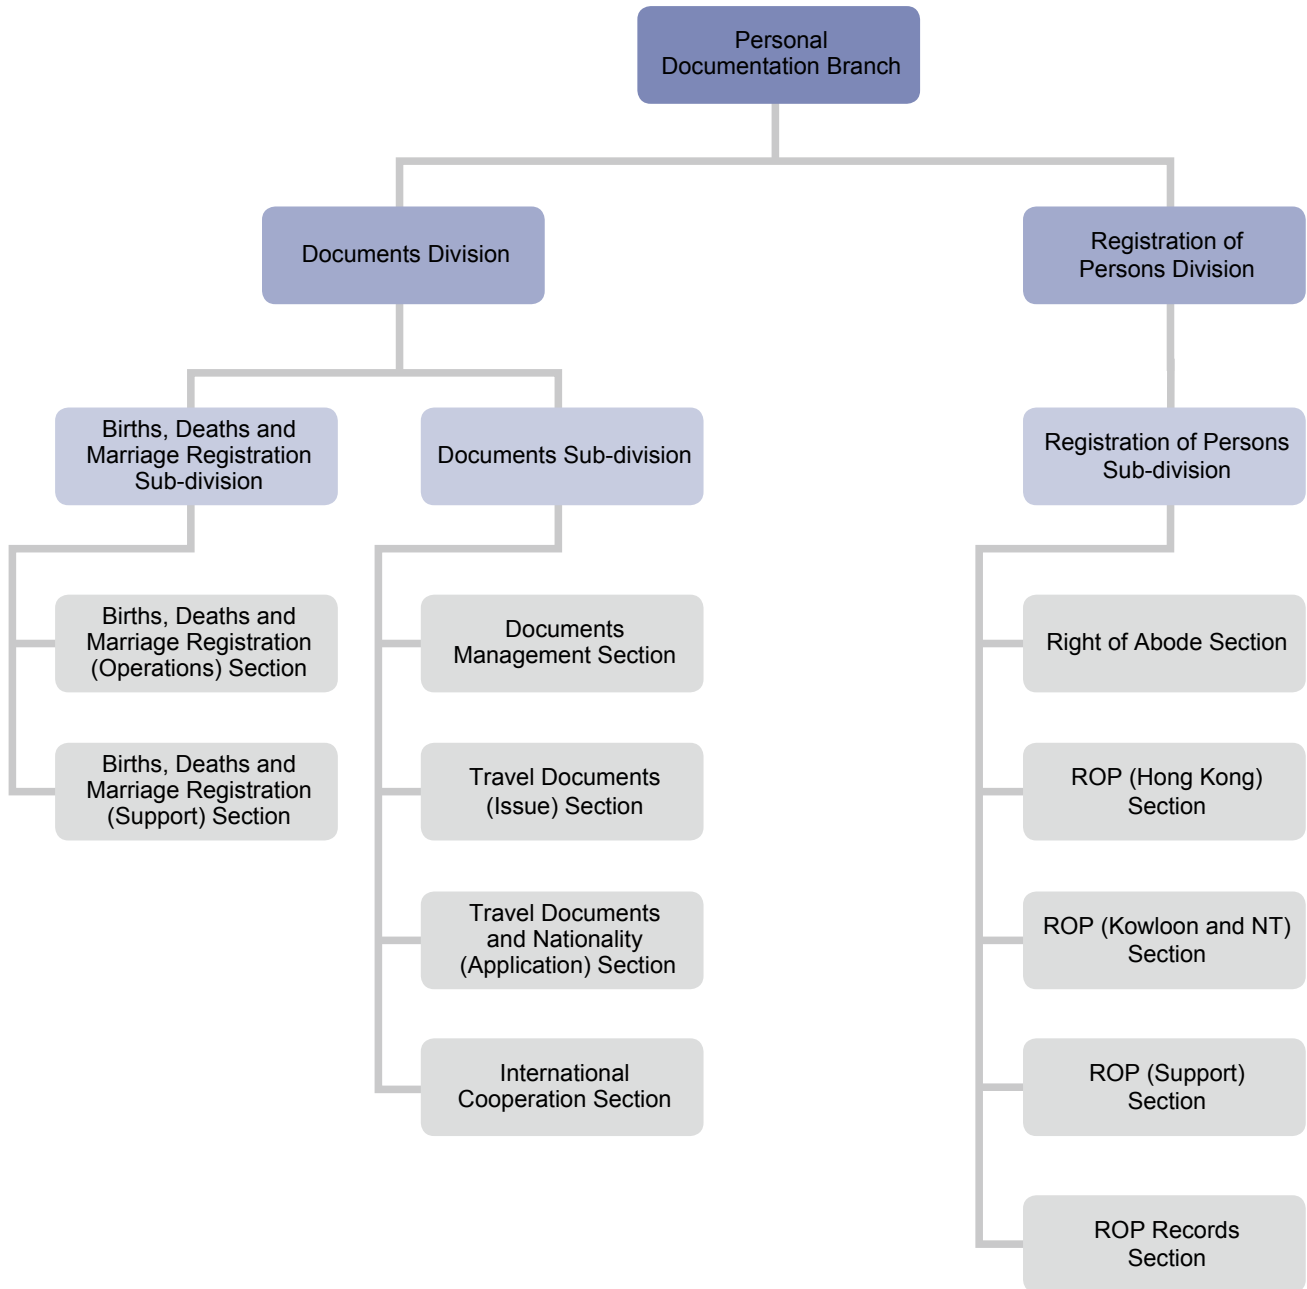 Personal
Documentation Branch
Documents Division
Registration of
Persons Division
Births, Deaths and
Marriage Registration
Sub-division
Documents Sub-division
Registration of Persons
Sub-division
Births, Deaths and
Marriage Registration
(Operations) Section
Documents
Management Section
Right of Abode Section
Births, Deaths and
Marriage Registration
(Support) Section
Travel Documents
(Issue) Section
ROP (Hong Kong)
Section
Travel Documents
and Nationality
(Application) Section
ROP (Kowloon and NT)
Section
International
Cooperation Section
ROP (Support)
Section
ROP Records
Section